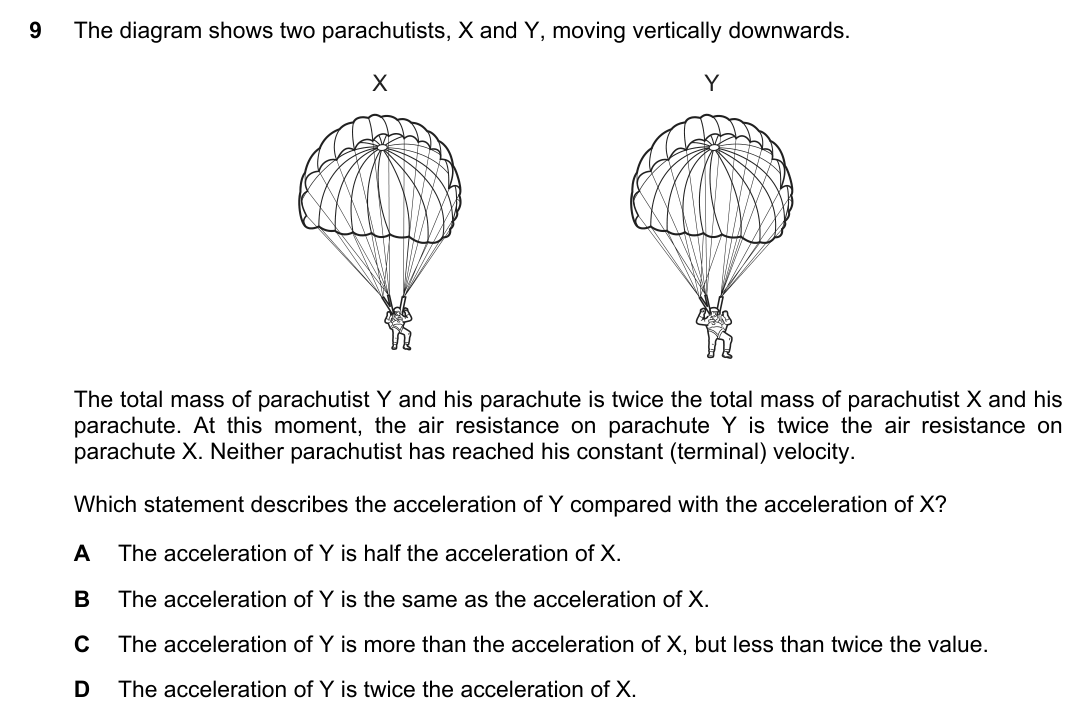 9 The diagram shows two parachutists, X and Y, moving vertically downwards.
X Y
The total mass of parachutist Y and his parachute is twice the total mass of parachutist X and his
parachute. At this moment, the air resistance on parachute Y is twice the air resistance on
parachute X. Neither parachutist has reached his constant (terminal) velocity.
Which statement describes the acceleration of Y compared with the acceleration of X?
A The acceleration of Y is half the acceleration of X.
B The acceleration of Y is the same as the acceleration of X.
C The acceleration of Y is more than the acceleration of X, but less than twice the value.
D The acceleration of Y is twice the acceleration of X.